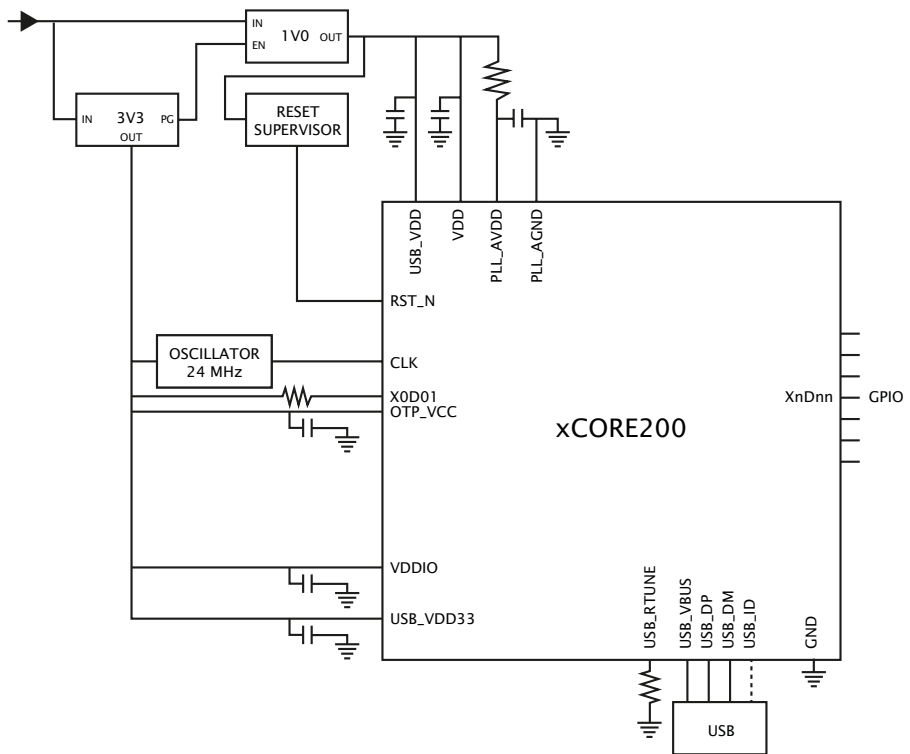 IN
EN
1V0
OUT
IN
3V3
PG
OUT
RESET
SUPERVISOR
USB_VDD
VDD
PLL_AVDD
PLL_AGND
RST_N
OSCILLATOR
24 MHz
CLK
X0D01
OTP_VCC
XnDnn
GPIO
xCORE200
VDDIO
USB_VDD33
USB_RTUNE
USB_VBUS
USB_DP
USB_DM
USB_ID
GND
USB